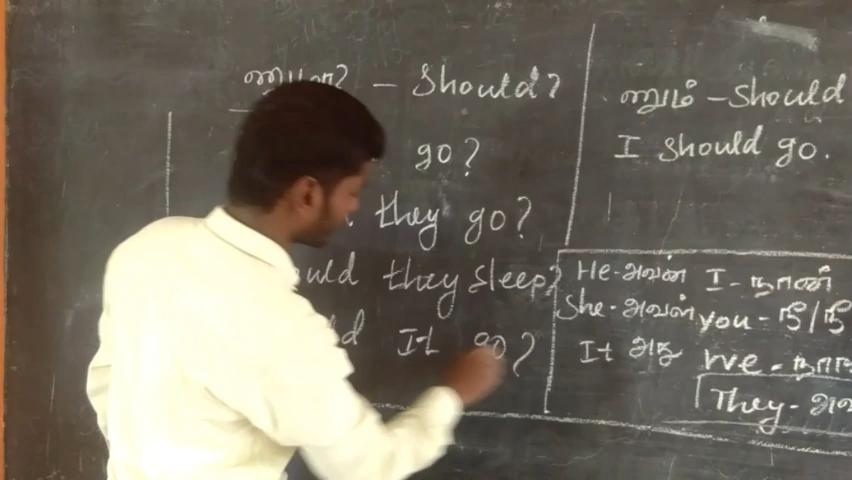 - Should?
go?
they go?
they sleep?
It go?
ணும் - Should
I should go.
He - அவன் I - நான்
She - அவள் you - நீ/நீ
It அது We -
They -